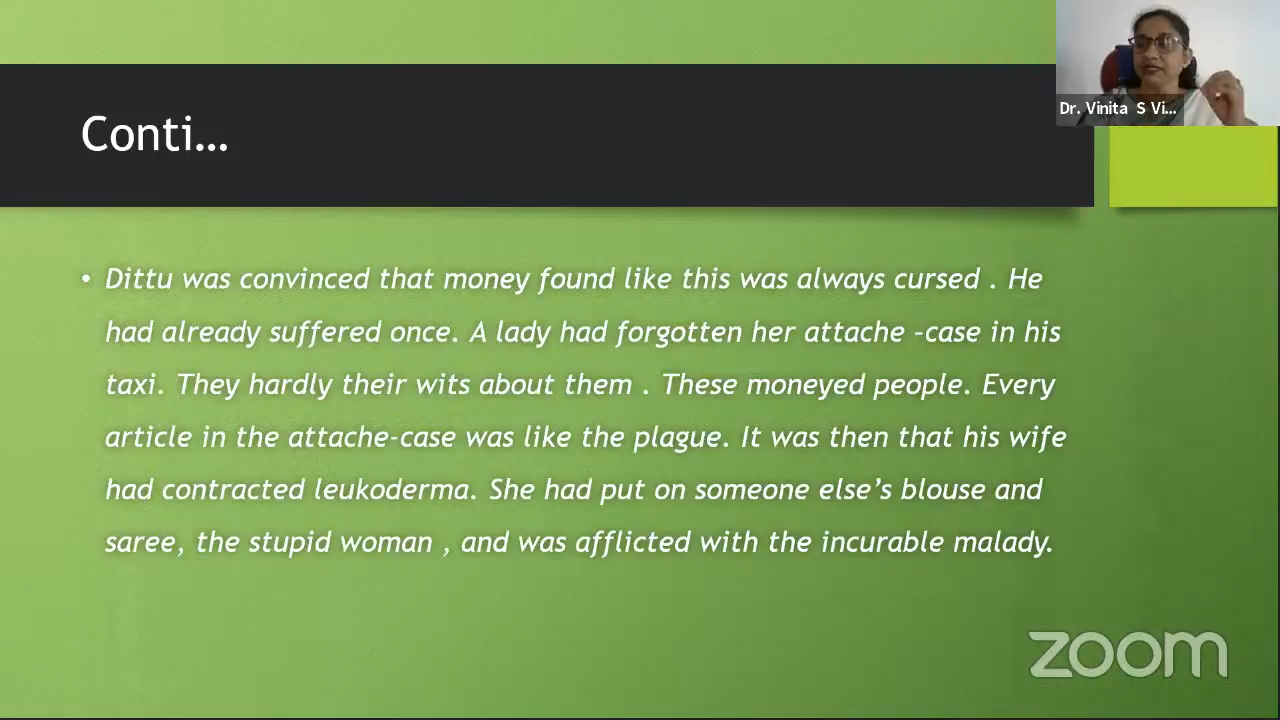 Dr. Vinita S Vi...
Conti…
• Dittu was convinced that money found like this was always cursed . He
had already suffered once. A lady had forgotten her attache –case in his
taxi. They hardly their wits about them . These moneyed people. Every
article in the attache-case was like the plague. It was then that his wife
had contracted leukoderma. She had put on someone else’s blouse and
saree, the stupid woman , and was afflicted with the incurable malady.
zoom